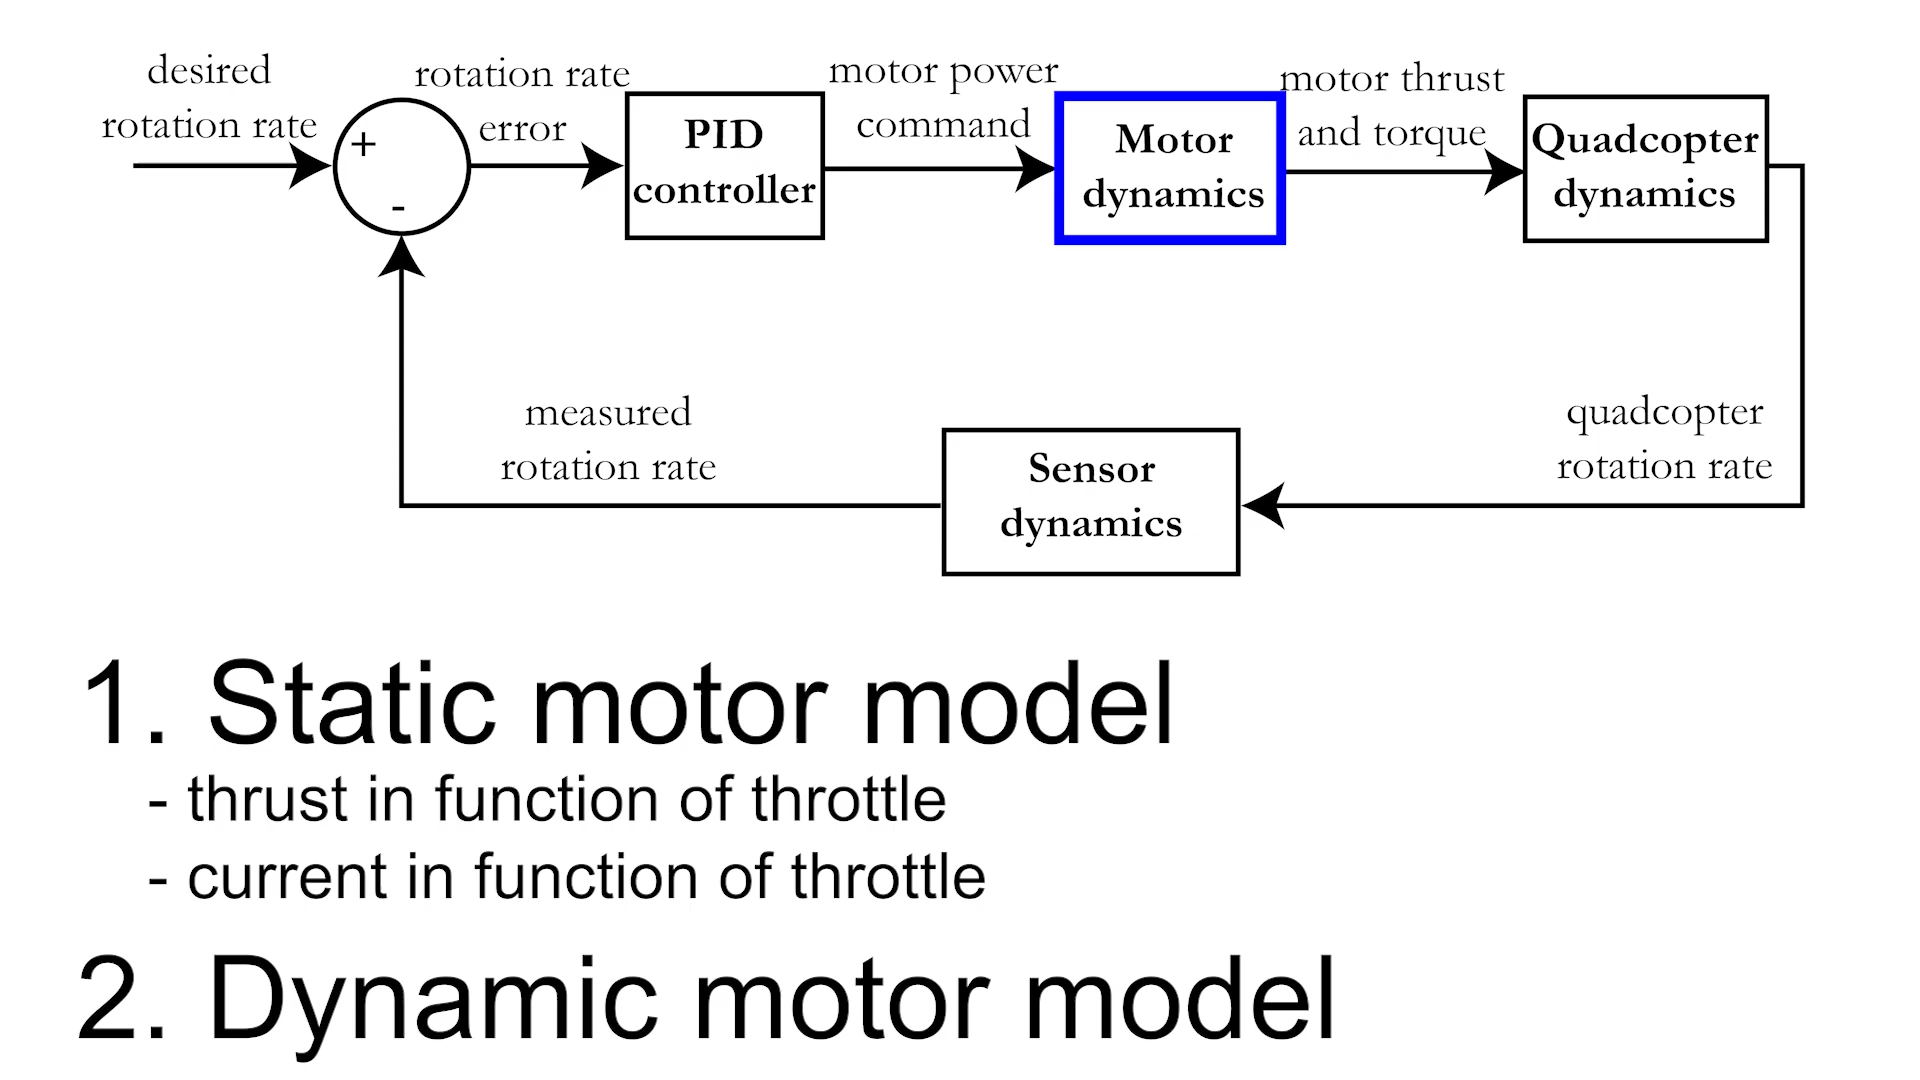 desired
rotation rate
+
-
rotation rate
error
PID
controller
motor power
command
Motor
dynamics
motor thrust
and torque
Quadcopter
dynamics
measured
rotation rate
Sensor
dynamics
quadcopter
rotation rate
1. Static motor model
- thrust in function of throttle
- current in function of throttle
2. Dynamic motor model